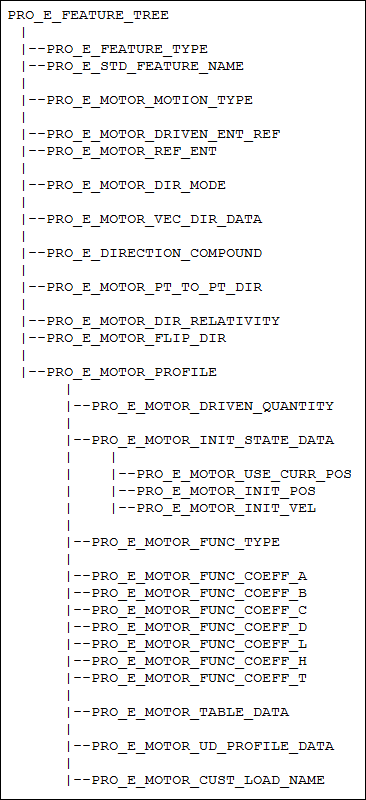 PRO_E_FEATURE_TREE
|--PRO_E_FEATURE_TYPE
|--PRO_E_STD_FEATURE_NAME
|--PRO_E_MOTOR_MOTION_TYPE
|--PRO_E_MOTOR_DRIVEN_ENT_REF
|--PRO_E_MOTOR_REF_ENT
|--PRO_E_MOTOR_DIR_MODE
|--PRO_E_MOTOR_VEC_DIR_DATA
|--PRO_E_DIRECTION_COMPOUND
|--PRO_E_MOTOR_PT_TO_PT_DIR
|--PRO_E_MOTOR_DIR_RELATIVITY
|--PRO_E_MOTOR_FLIP_DIR
|--PRO_E_MOTOR_PROFILE
|--PRO_E_MOTOR_DRIVEN_QUANTITY
|--PRO_E_MOTOR_INIT_STATE_DATA
|--PRO_E_MOTOR_USE_CURR_POS
|--PRO_E_MOTOR_INIT_POS
|--PRO_E_MOTOR_INIT_VEL
|--PRO_E_MOTOR_FUNC_TYPE
|--PRO_E_MOTOR_FUNC_COEFF_A
|--PRO_E_MOTOR_FUNC_COEFF_B
|--PRO_E_MOTOR_FUNC_COEFF_C
|--PRO_E_MOTOR_FUNC_COEFF_D
|--PRO_E_MOTOR_FUNC_COEFF_L
|--PRO_E_MOTOR_FUNC_COEFF_H
|--PRO_E_MOTOR_FUNC_COEFF_T
|--PRO_E_MOTOR_TABLE_DATA
|--PRO_E_MOTOR_UD_PROFILE_DATA
|--PRO_E_MOTOR_CUST_LOAD_NAME